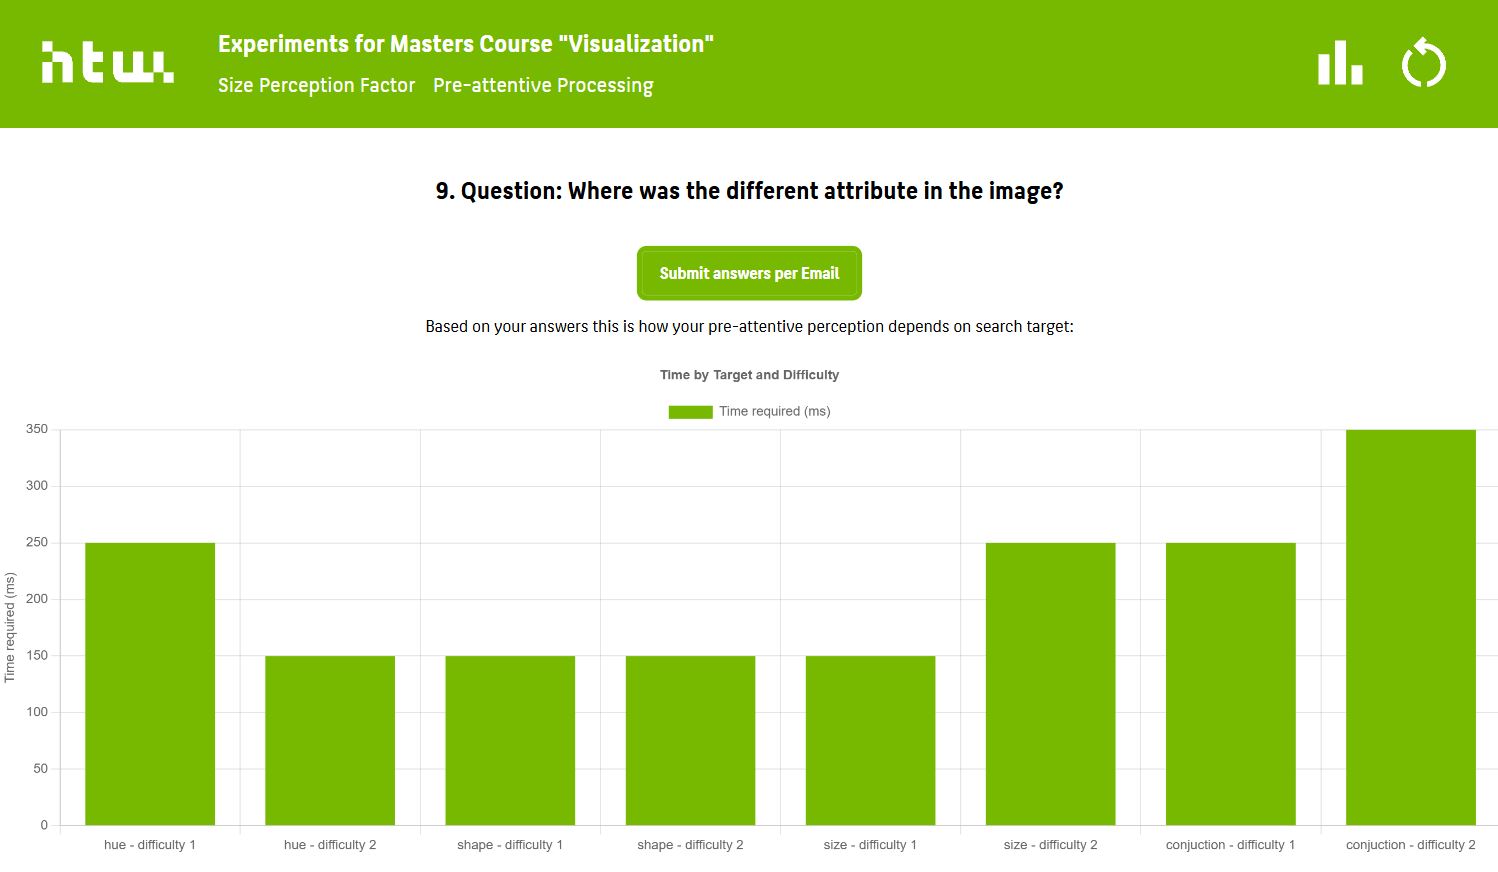 htw.
Experiments for Masters Course "Visualization"
Size Perception Factor Pre-attentive Processing
9. Question: Where was the different attribute in the image?
Submit answers per Email
Based on your answers this is how your pre-attentive perception depends on search target:
Time by Target and Difficulty
Time required (ms)
350
300
250
200
150
100
50
0
Time required (ms)
hue - difficulty 1 hue - difficulty 2 shape - difficulty 1 shape - difficulty 2 size - difficulty 1 size - difficulty 2 conjuction - difficulty 1 conjuction - difficulty 2